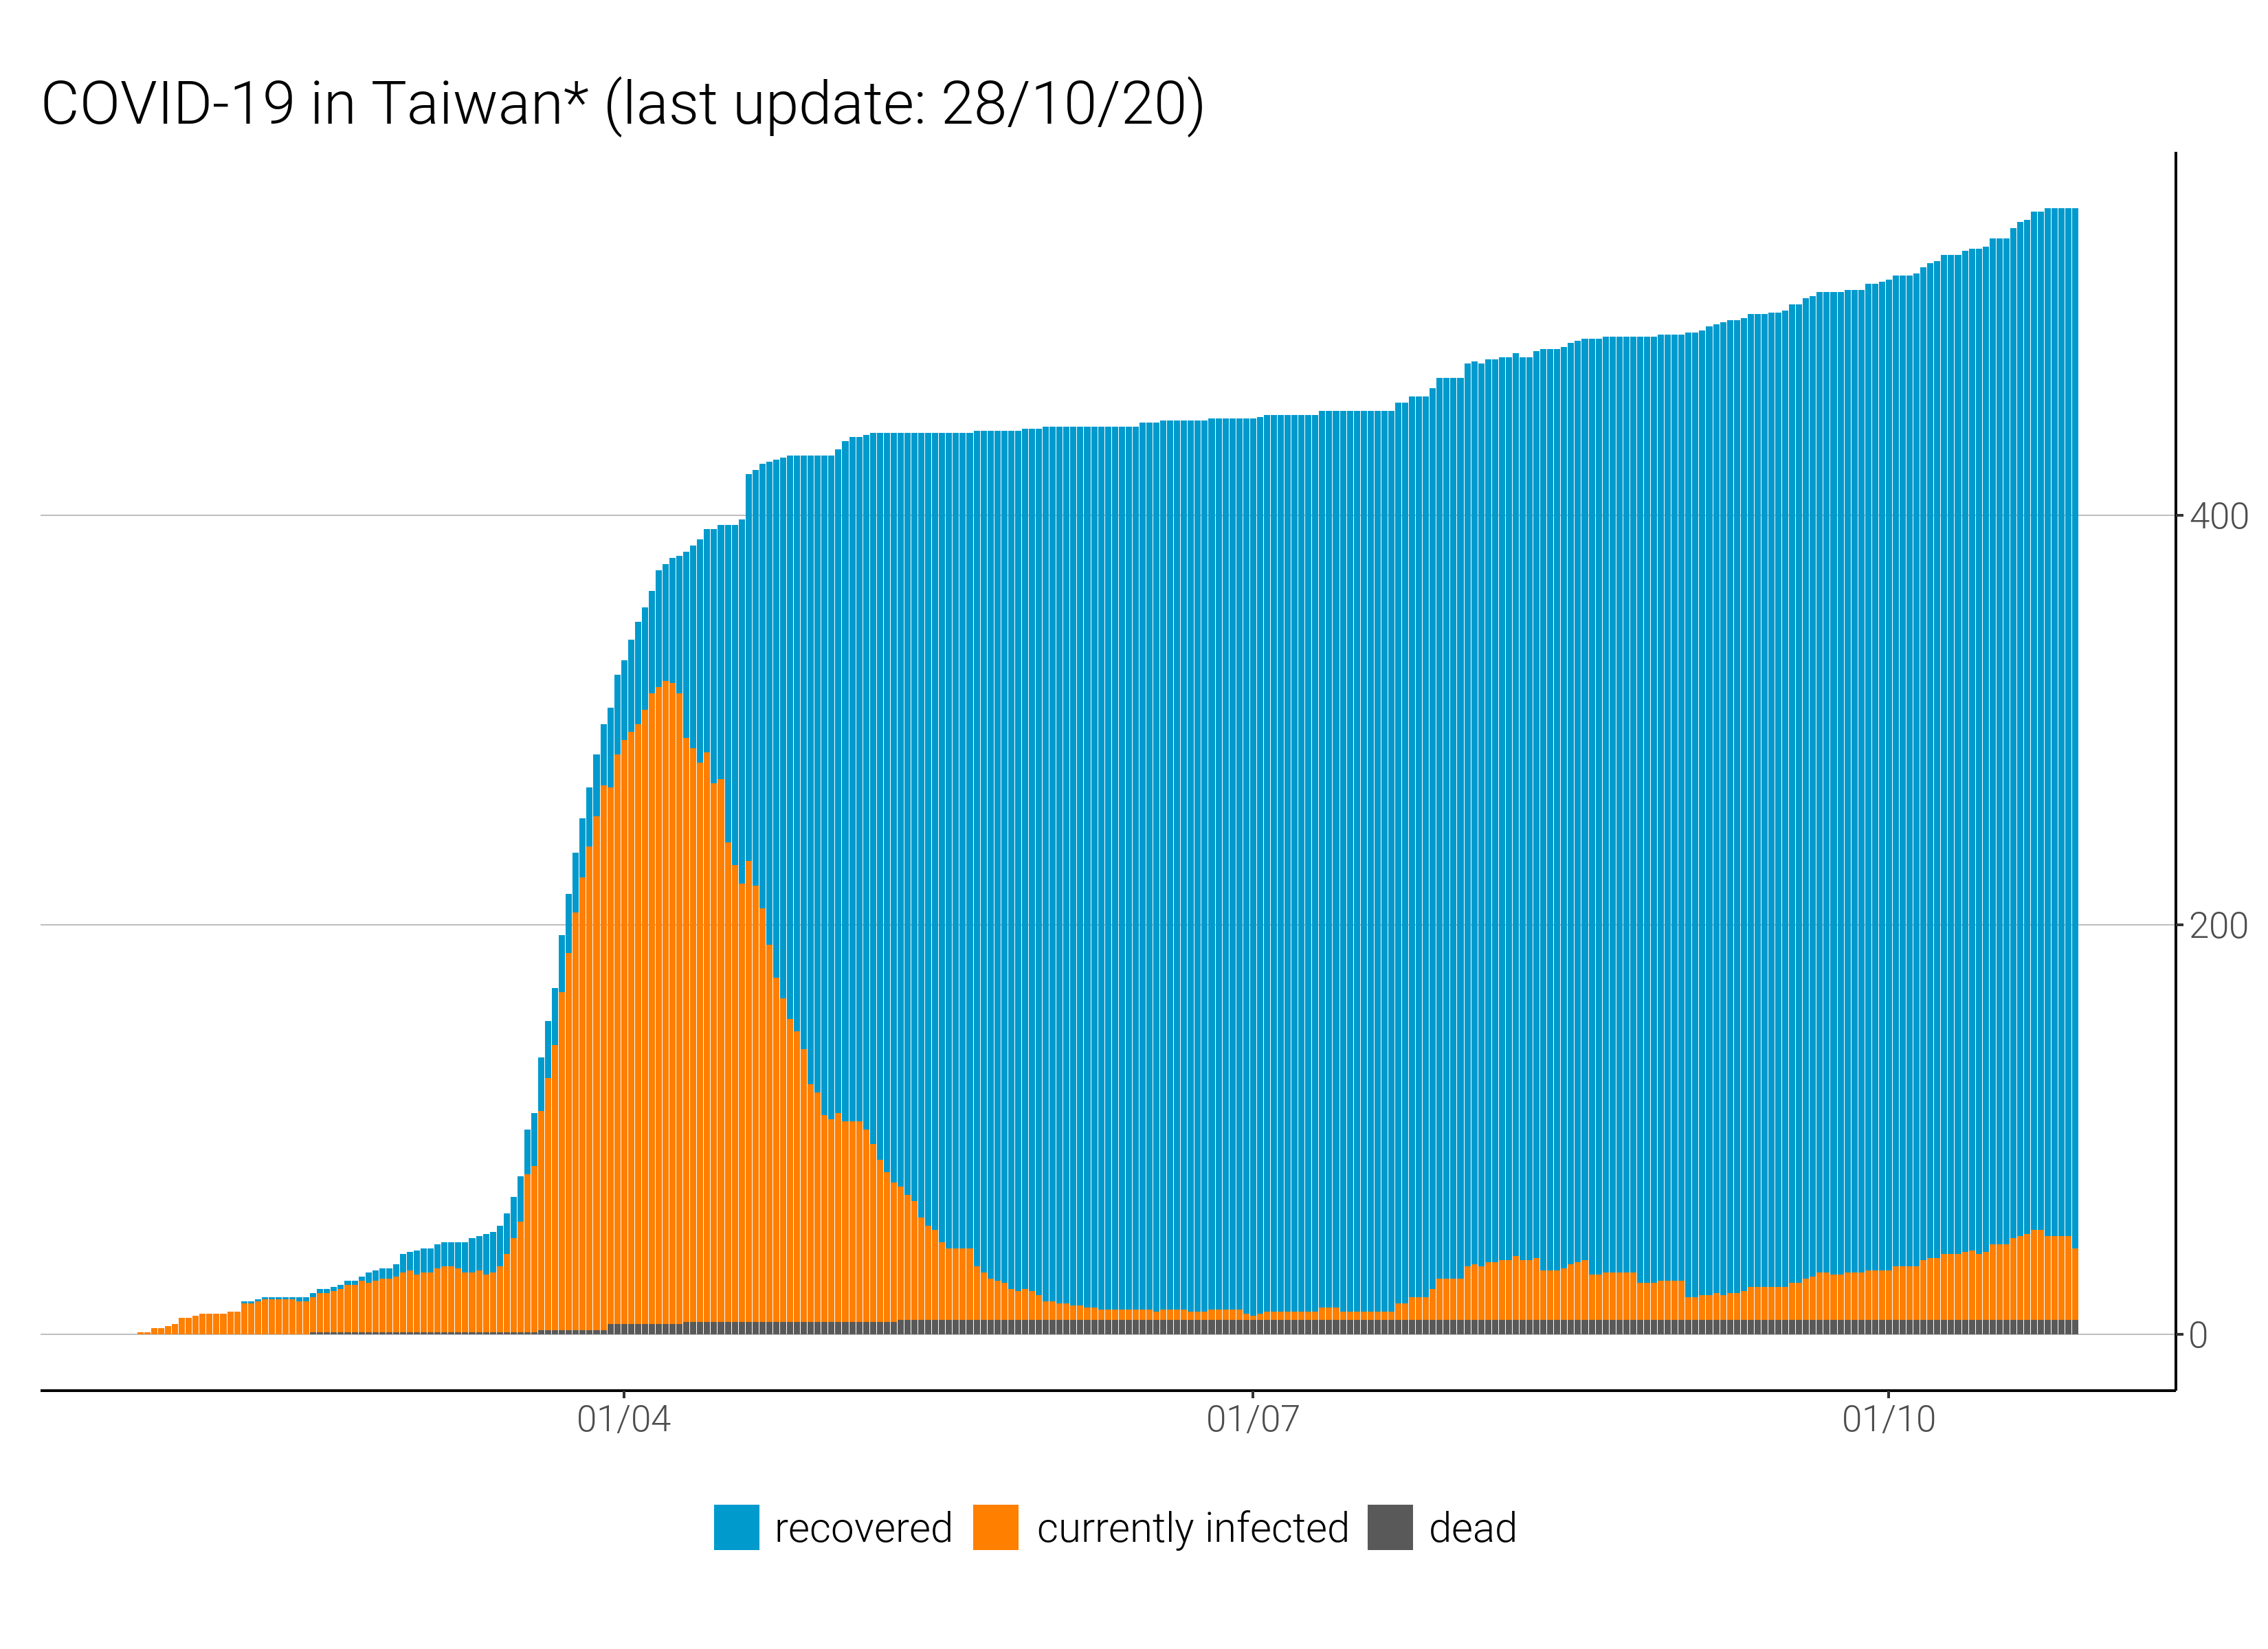 COVID-19 in Taiwan* (last update: 28/10/20)
400
200
0
01/04 01/07 01/10
recovered currently infected dead